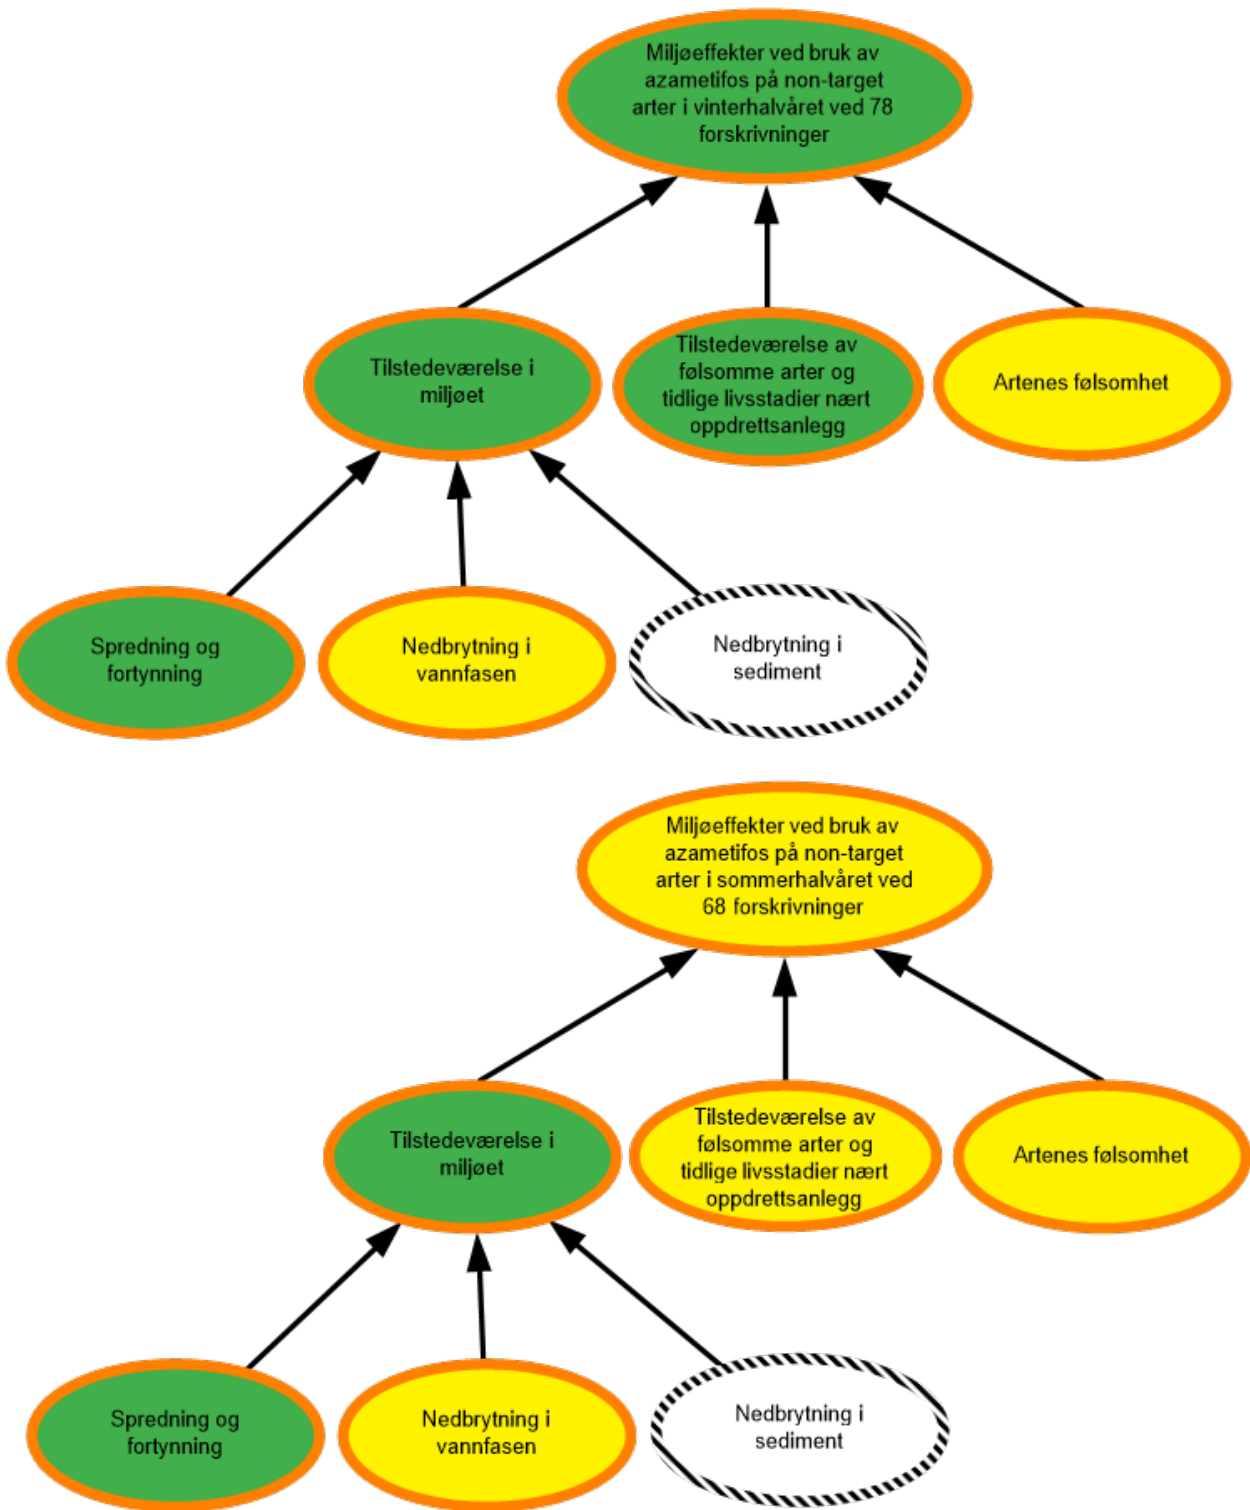 Miljøeffekter ved bruk av
azametifos på non-target
arter i vinterhalvåret ved 78
forskrivninger
Tilstedeværelse i
miljøet
Tilstedeværelse av
følsomme arter og
tidlige livsstadier nært
oppdrettsanlegg
Artenes følsomhet
Spredning og
fortynning
Nedbrytning i
vannfasen
Nedbrytning i
sediment
Miljøeffekter ved bruk av
azametifos på non-target
arter i sommerhalvåret ved
68 forskrivninger
Tilstedeværelse i
miljøet
Tilstedeværelse av
følsomme arter og
tidlige livsstadier nært
oppdrettsanlegg
Artenes følsomhet
Spredning og
fortynning
Nedbrytning i
vannfasen
Nedbrytning i
sediment